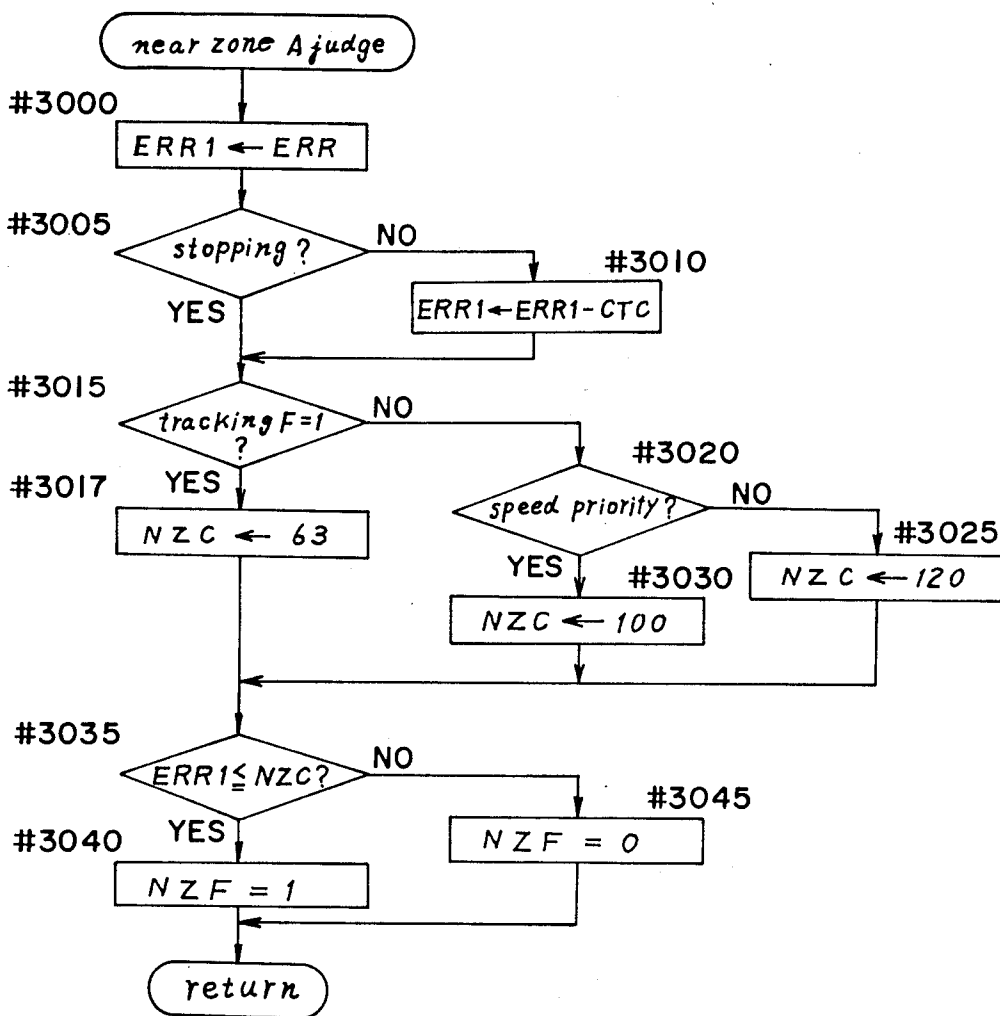 near zone A judge
#3000
ERR1 ← ERR
#3005
stopping?
NO
YES
#3010
ERR1←ERR1-CTC
#3015
tracking F=1
?
NO
YES
#3020
speed priority?
NO
YES
#3017
NZC ← 63
#3025
NZC ← 120
#3030
NZC ← 100
#3035
ERR1≦NZC?
NO
YES
#3045
NZF = 0
#3040
NZF = 1
return